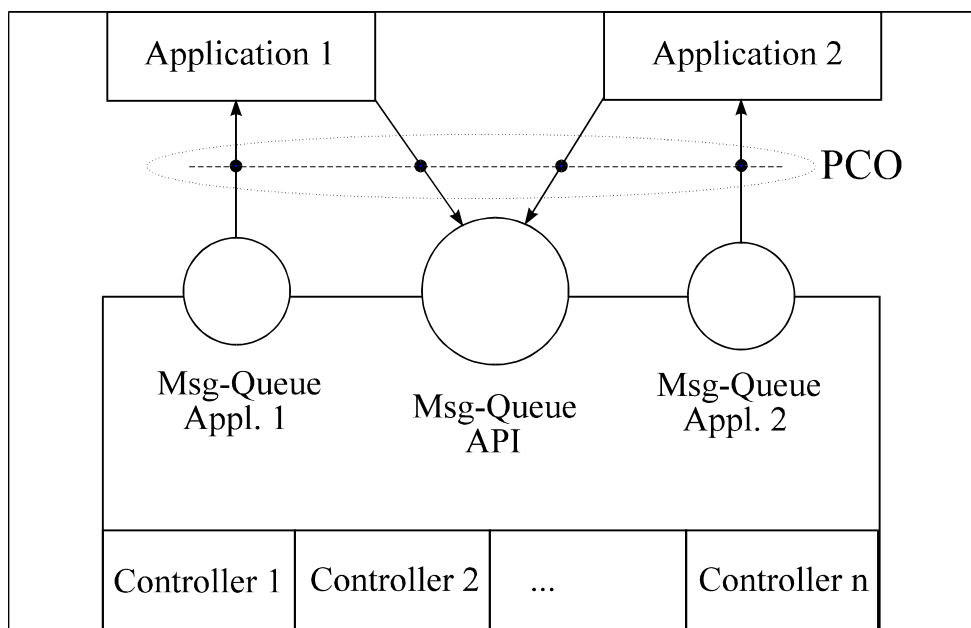 Application 1
Application 2
PCO
Msg-Queue
Appl. 1
Msg-Queue
API
Msg-Queue
Appl. 2
Controller 1
Controller 2
...
Controller n